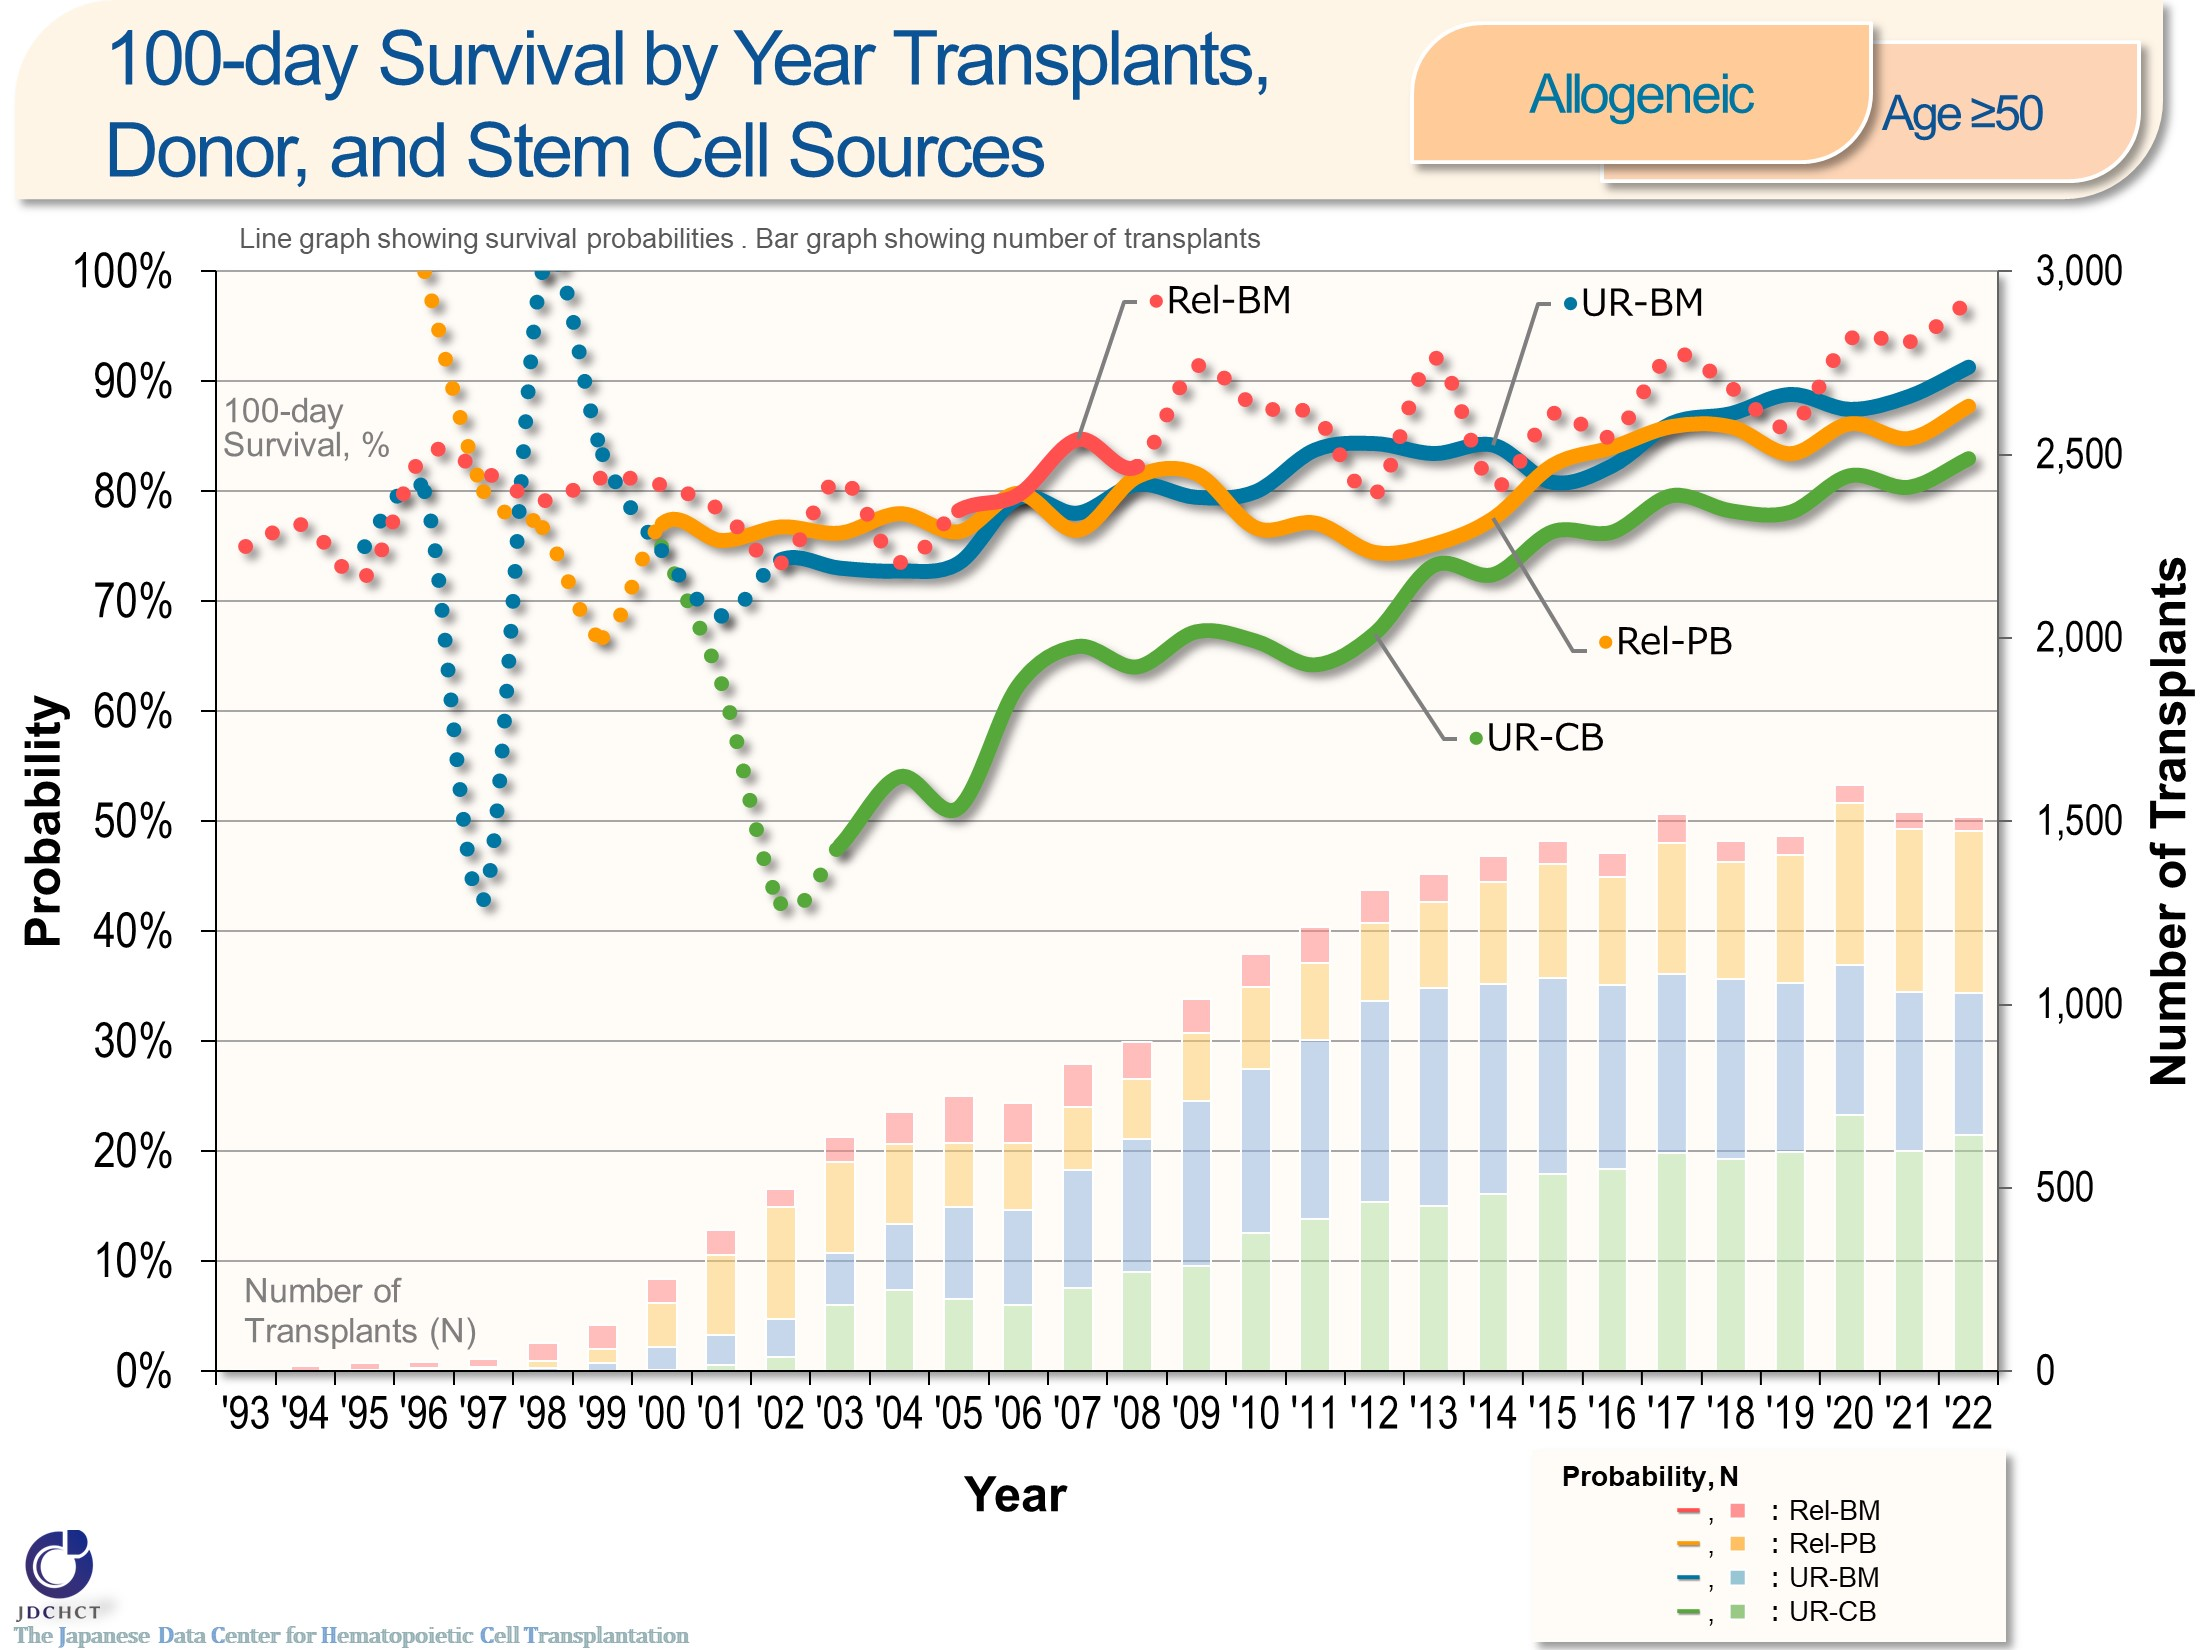 100-day Survival by Year Transplants,
Donor, and Stem Cell Sources
Allogeneic
Age ≥50
Line graph showing survival probabilities . Bar graph showing number of transplants
100%
90%
80%
70%
60%
50%
40%
30%
20%
10%
0%
Probability
100-day
Survival, %
Rel-BM
UR-BM
Rel-PB
UR-CB
3,000
2,500
2,000
1,500
1,000
500
0
Number of Transplants
Number of
Transplants (N)
'93 '94 '95 '96 '97 '98 '99 '00 '01 '02 '03 '04 '05 '06 '07 '08 '09 '10 '11 '12 '13 '14 '15 '16 '17 '18 '19 '20 '21 '22
Year
Probability, N
, : Rel-BM
, : Rel-PB
, : UR-BM
, : UR-CB
JDCHCT
The Japanese Data Center for Hematopoietic Cell Transplantation